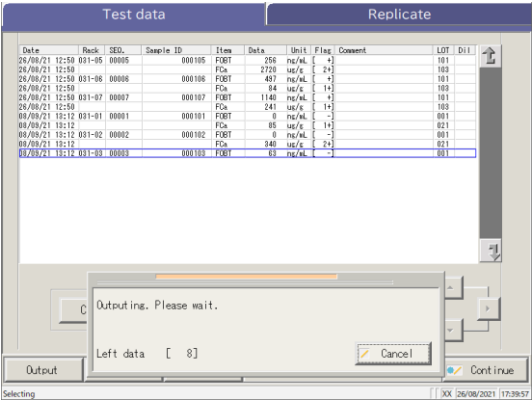 Test data Replicate
Date Rack SEQ. Sample ID Item Data Unit Flag Comment LOT Dil
26/08/21 12:50 031-05 00005 000105 FOBT 256 ng/mL [ +] 101
26/08/21 12:50 FCa 2720 ug/g [ 2+] 103
26/08/21 12:50 031-06 00006 000106 FOBT 497 ng/mL [ +] 101
26/08/21 12:50 FCa 84 ug/g [ 1+] 103
26/08/21 12:50 031-07 00007 000107 FOBT 1140 ng/mL [ +] 101
26/08/21 12:50 FCa 241 ug/g [ 1+] 103
08/09/21 13:12 031-01 00001 000101 FOBT 0 ng/mL [ -] 001
08/09/21 13:12 FCa 85 ug/g [ 1+] 021
08/09/21 13:12 031-02 00002 000102 FOBT 0 ng/mL [ -] 001
08/09/21 13:12 FCa 340 ug/g [ 2+] 021
08/09/21 13:12 031-03 00003 000103 FOBT 63 ng/mL [ -] 001
Outputing. Please wait.
C
Left data [ 8]
Cancel
Output Continue
Selecting XX 26/08/2021 17:39:57